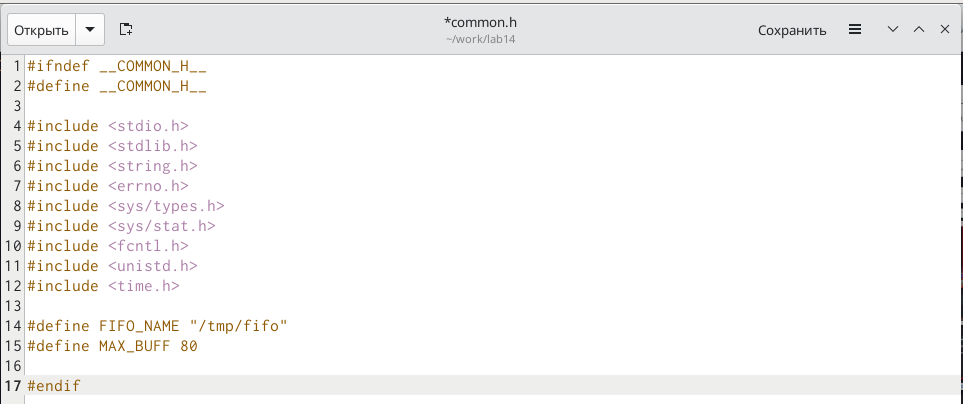 Открыть
*common.h
~/work/lab14
Сохранить
1 #ifndef __COMMON_H__
2 #define __COMMON_H__
3
4 #include <stdio.h>
5 #include <stdlib.h>
6 #include <string.h>
7 #include <errno.h>
8 #include <sys/types.h>
9 #include <sys/stat.h>
10 #include <fcntl.h>
11 #include <unistd.h>
12 #include <time.h>
13
14 #define FIFO_NAME "/tmp/fifo"
15 #define MAX_BUFF 80
16
17 #endif